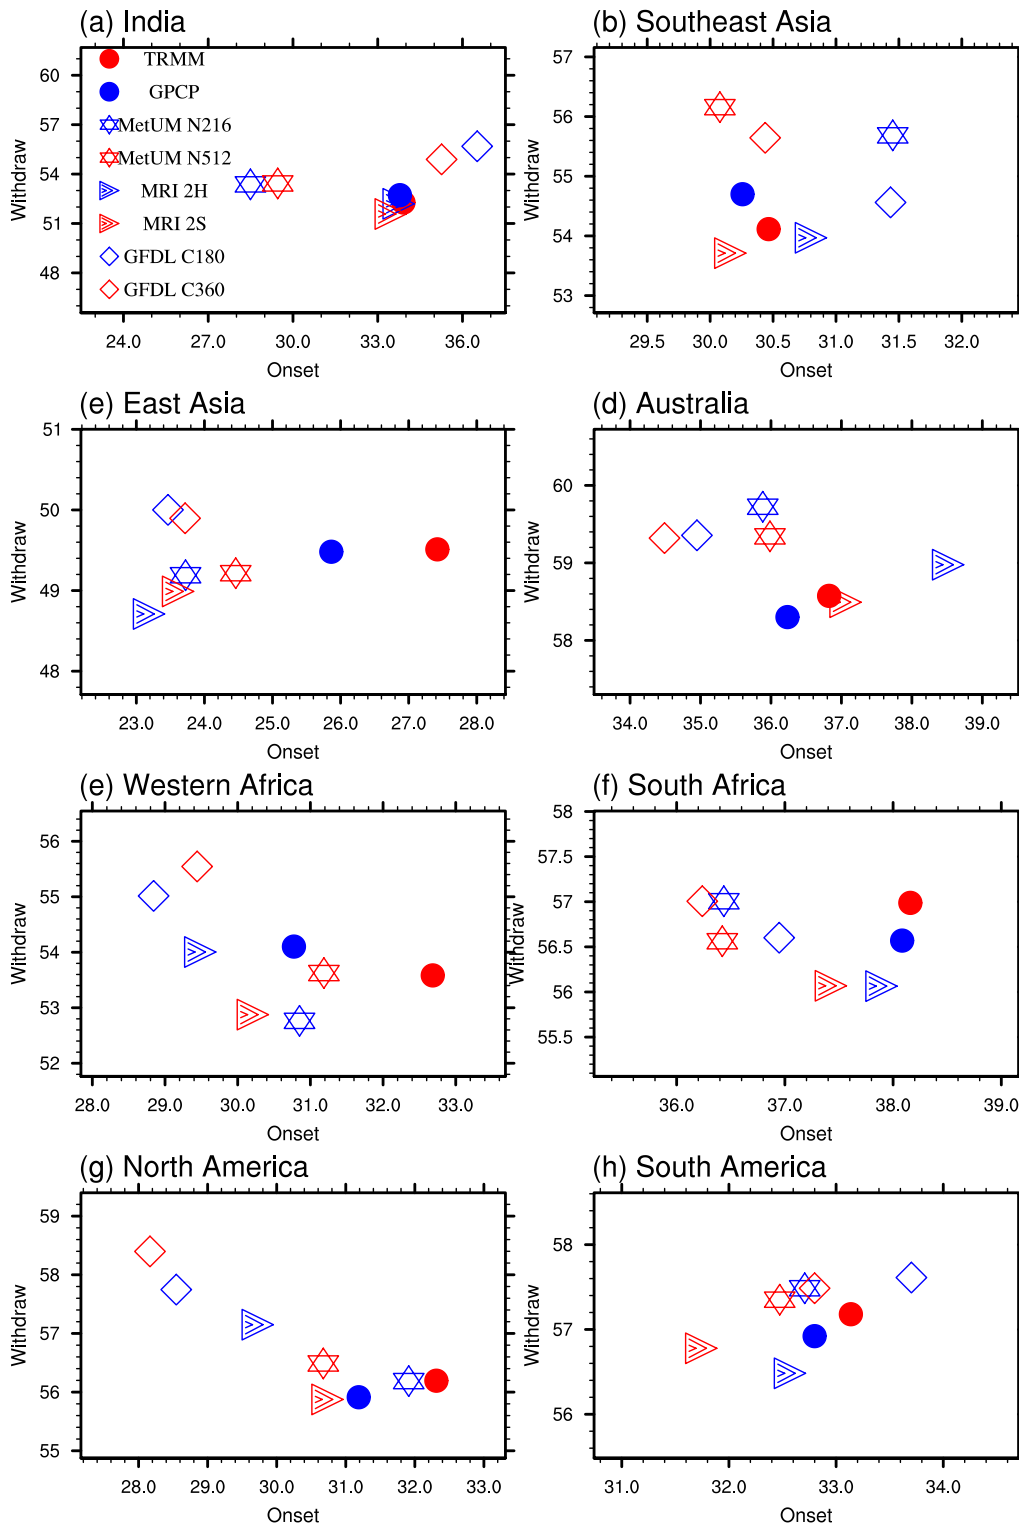 (a) India
Withdraw
60
57
54
51
48
TRMM
GPCP
MetUM N216
MetUM N512
MRI 2H
MRI 2S
GFDL C180
GFDL C360
24.0 27.0 30.0 33.0 36.0
Onset
(b) Southeast Asia
Withdraw
57
56
55
54
53
29.5 30.0 30.5 31.0 31.5 32.0
Onset
(e) East Asia
Withdraw
51
50
49
48
23.0 24.0 25.0 26.0 27.0 28.0
Onset
(d) Australia
Withdraw
60
59
58
34.0 35.0 36.0 37.0 38.0 39.0
Onset
(e) Western Africa
Withdraw
56
55
54
53
52
28.0 29.0 30.0 31.0 32.0 33.0
Onset
(f) South Africa
Withdraw
58
57.5
57
56.5
56
55.5
36.0 37.0 38.0 39.0
Onset
(g) North America
Withdraw
59
58
57
56
55
28.0 29.0 30.0 31.0 32.0 33.0
Onset
(h) South America
Withdraw
58
57
56
31.0 32.0 33.0 34.0
Onset